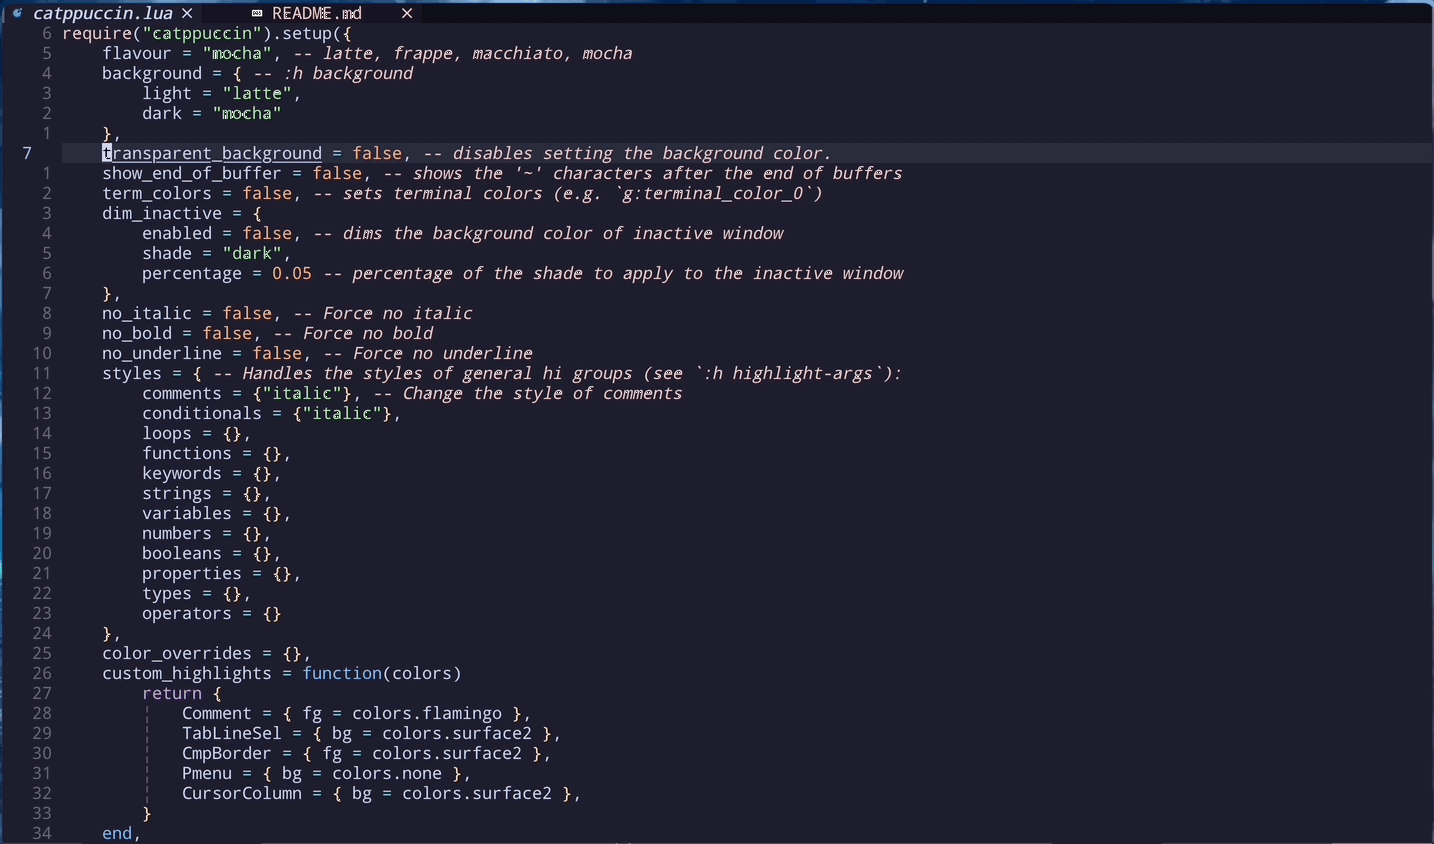 catppuccin.lua × README.md ×
6 require("catppuccin").setup({
5     flavour = "mocha", -- latte, frappe, macchiato, mocha
4     background = { -- :h background
3         light = "latte",
2         dark = "mocha"
1     },
7     transparent_background = false, -- disables setting the background color.
1     show_end_of_buffer = false, -- shows the '~' characters after the end of buffers
2     term_colors = false, -- sets terminal colors (e.g. `g:terminal_color_0`)
3     dim_inactive = {
4         enabled = false, -- dims the background color of inactive window
5         shade = "dark",
6         percentage = 0.05 -- percentage of the shade to apply to the inactive window
7     },
8     no_italic = false, -- Force no italic
9     no_bold = false, -- Force no bold
10     no_underline = false, -- Force no underline
11     styles = { -- Handles the styles of general hi groups (see `:h highlight-args`):
12         comments = {"italic"}, -- Change the style of comments
13         conditionals = {"italic"},
14         loops = {},
15         functions = {},
16         keywords = {},
17         strings = {},
18         variables = {},
19         numbers = {},
20         booleans = {},
21         properties = {},
22         types = {},
23         operators = {}
24     },
25     color_overrides = {},
26     custom_highlights = function(colors)
27         return {
28             Comment = { fg = colors.flamingo },
29             TabLineSel = { bg = colors.surface2 },
30             CmpBorder = { fg = colors.surface2 },
31             Pmenu = { bg = colors.none },
32             CursorColumn = { bg = colors.surface2 },
33         }
34     end,